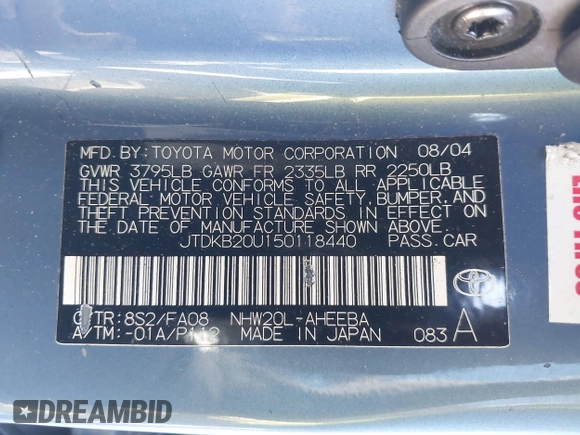 MFD. BY: TOYOTA MOTOR CORPORATION 08/04
GVWR 3795LB GAWR FR 2335LB RR 2250LB
THIS VEHICLE CONFORMS TO ALL APPLICABLE
FEDERAL MOTOR VEHICLE SAFETY, BUMPER, AND
THEFT PREVENTION STANDARDS IN EFFECT ON
THE DATE OF MANUFACTURE SHOWN ABOVE.
JTDKB20U150118440 PASS. CAR
C/TR: 8S2/FA08 NHW20L-AHEEBA
A/TM: -01A/P112 MADE IN JAPAN 083 A
DREAMBID